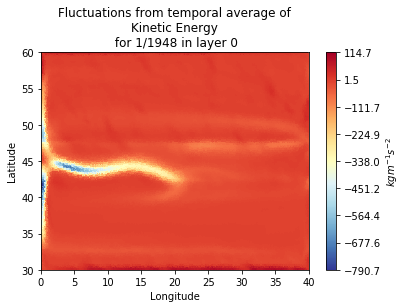 Fluctuations from temporal average of
Kinetic Energy
for 1/1948 in layer 0
60
55
50
45
40
35
30
Latitude
0 5 10 15 20 25 30 35 40
Longitude
114.7
1.5
−111.7
−224.9
−338.0
−451.2
−564.4
−677.6
−790.7
kgm⁻¹s⁻²